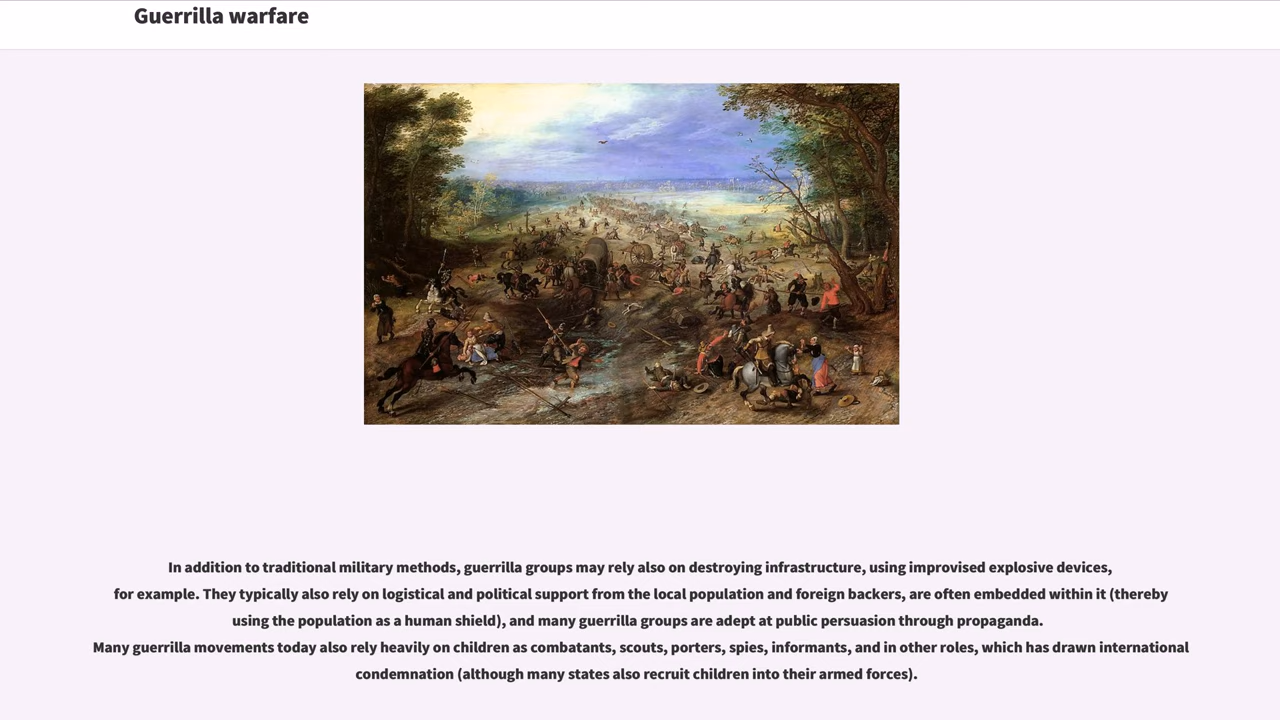 Guerrilla warfare
In addition to traditional military methods, guerrilla groups may rely also on destroying infrastructure, using improvised explosive devices,
for example. They typically also rely on logistical and political support from the local population and foreign backers, are often embedded within it (thereby
using the population as a human shield), and many guerrilla groups are adept at public persuasion through propaganda.
Many guerrilla movements today also rely heavily on children as combatants, scouts, porters, spies, informants, and in other roles, which has drawn international
condemnation (although many states also recruit children into their armed forces).